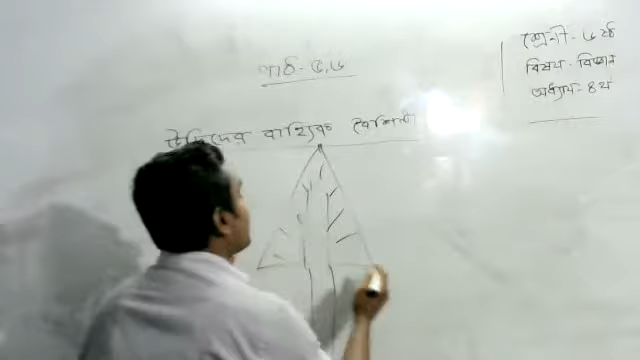 পাঠ - ৫,৬
উদ্ভিদের বাহ্যিক বৈশিষ্ট্য
শ্রেনী - ৬ষ্ঠ
বিষয় - বিজ্ঞান
অধ্যায় - ৪র্থ